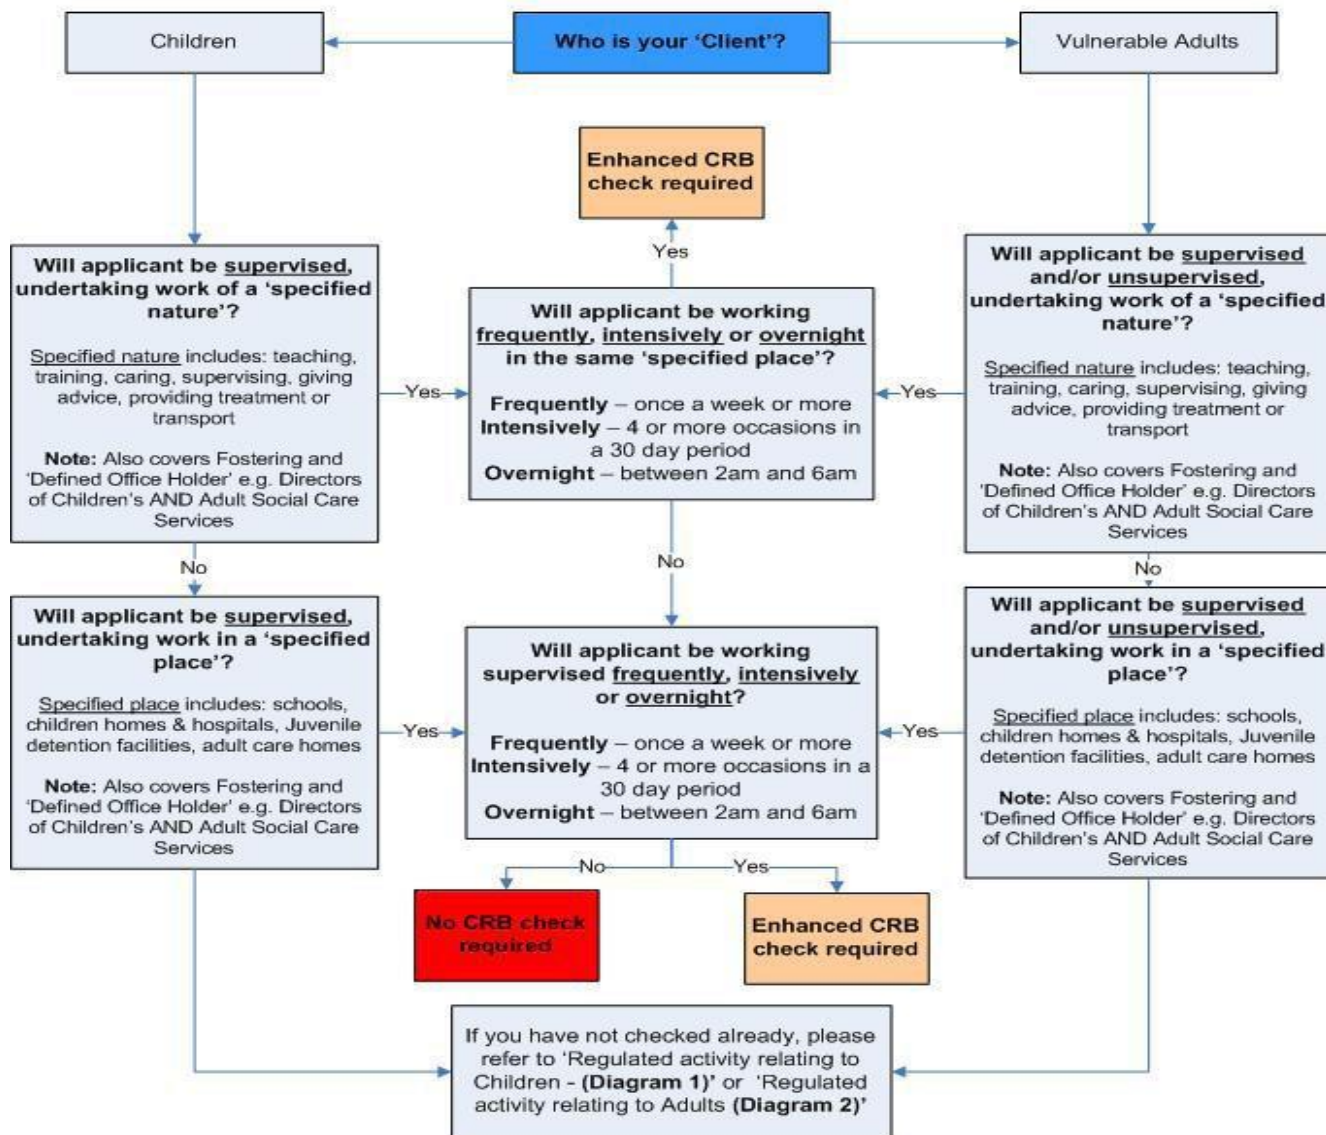 Children
Who is your ‘Client’?
Vulnerable Adults
Enhanced CRB
check required
Yes
Will applicant be supervised,
undertaking work of a ‘specified
nature’?
Specified nature includes: teaching,
training, caring, supervising, giving
advice, providing treatment or
transport
Note: Also covers Fostering and
‘Defined Office Holder’ e.g. Directors
of Children’s AND Adult Social Care
Services
Yes
Will applicant be working
frequently, intensively or overnight
in the same ‘specified place’?
Frequently – once a week or more
Intensively – 4 or more occasions in
a 30 day period
Overnight – between 2am and 6am
Yes
Will applicant be supervised
and/or unsupervised,
undertaking work of a ‘specified
nature’?
Specified nature includes: teaching,
training, caring, supervising, giving
advice, providing treatment or
transport
Note: Also covers Fostering and
‘Defined Office Holder’ e.g. Directors
of Children’s AND Adult Social Care
Services
No
No
No
Will applicant be supervised,
undertaking work in a ‘specified
place’?
Specified place includes: schools,
children homes & hospitals, Juvenile
detention facilities, adult care homes
Note: Also covers Fostering and
‘Defined Office Holder’ e.g. Directors
of Children’s AND Adult Social Care
Services
Yes
Will applicant be working
supervised frequently, intensively
or overnight?
Frequently – once a week or more
Intensively – 4 or more occasions in a
30 day period
Overnight – between 2am and 6am
Yes
Will applicant be supervised
and/or unsupervised,
undertaking work in a ‘specified
place’?
Specified place includes: schools,
children homes & hospitals, Juvenile
detention facilities, adult care homes
Note: Also covers Fostering and
‘Defined Office Holder’ e.g. Directors
of Children’s AND Adult Social Care
Services
No
Yes
No CRB check
required
Enhanced CRB
check required
If you have not checked already, please
refer to ‘Regulated activity relating to
Children - (Diagram 1)’ or ‘Regulated
activity relating to Adults (Diagram 2)’